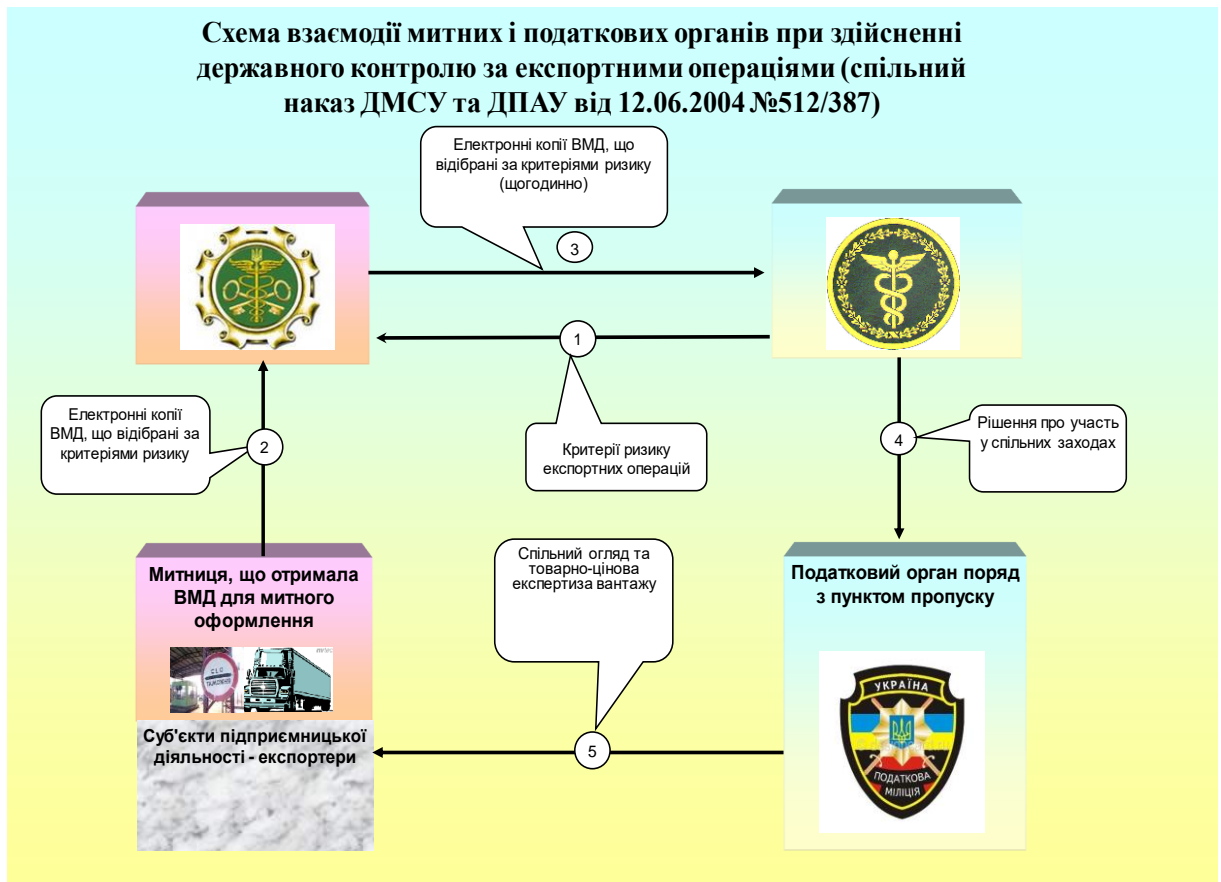 Схема взаємодії митних і податкових органів при здійсненні
державного контролю за експортними операціями (спільний
наказ ДМСУ та ДПАУ від 12.06.2004 №512/387)
Електронні копії ВМД, що
відібрані за критеріями ризику
(щогодинно)
3
1
Електронні копії
ВМД, що відібрані за
критеріями ризику
2
Критерії ризику
експортних операцій
4
Рішення про участь
у спільних заходах
Митниця, що отримала
ВМД для митного
оформлення
Спільний огляд та
товарно-цінова
експертиза вантажу
Податковий орган поряд
з пунктом пропуску
УКРАЇНА
ПОДАТКОВА
МІЛІЦІЯ
Суб'єкти підприємницької
діяльності - експортери
5